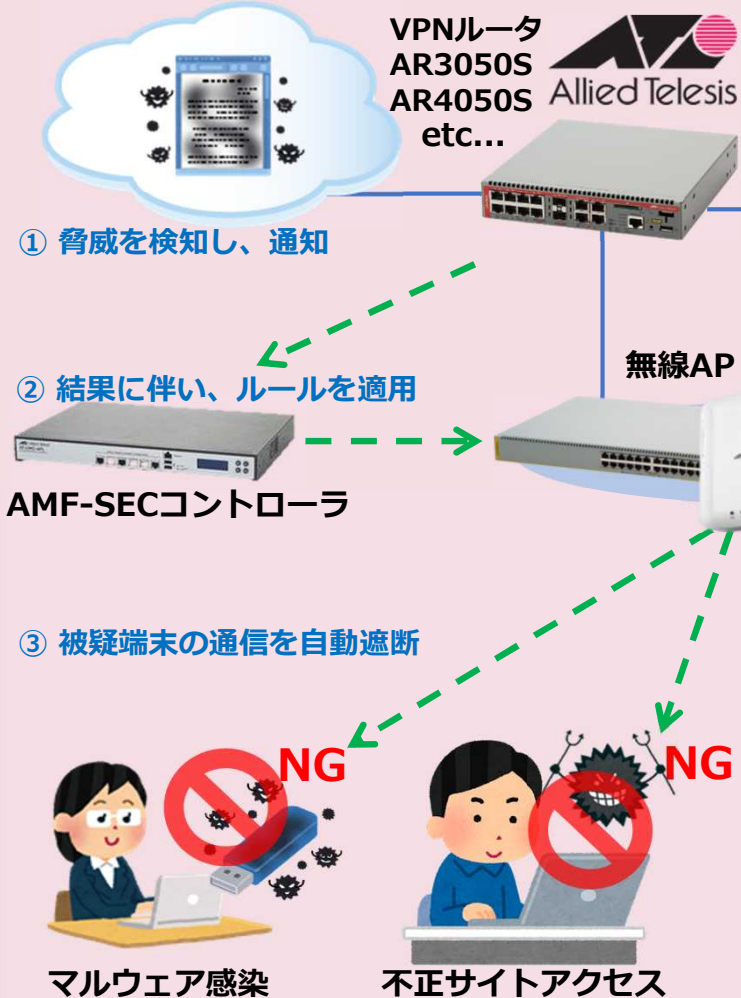 VPNルータ
AR3050S
AR4050S
etc...
Allied Telesis
① 脅威を検知し、通知
無線AP
② 結果に伴い、ルールを適用
AMF-SECコントローラ
③ 被疑端末の通信を自動遮断
NG
NG
マルウェア感染
不正サイトアクセス